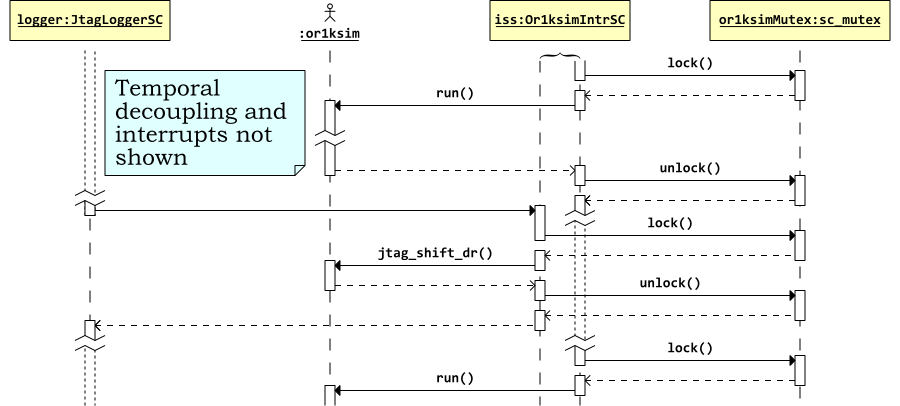 logger:JtagLoggerSC
:or1ksim
iss:Or1ksimIntrSC
or1ksimMutex:sc_mutex
lock()
Temporal
decoupling and
interrupts not
shown
run()
unlock()
lock()
jtag_shift_dr()
unlock()
lock()
run()